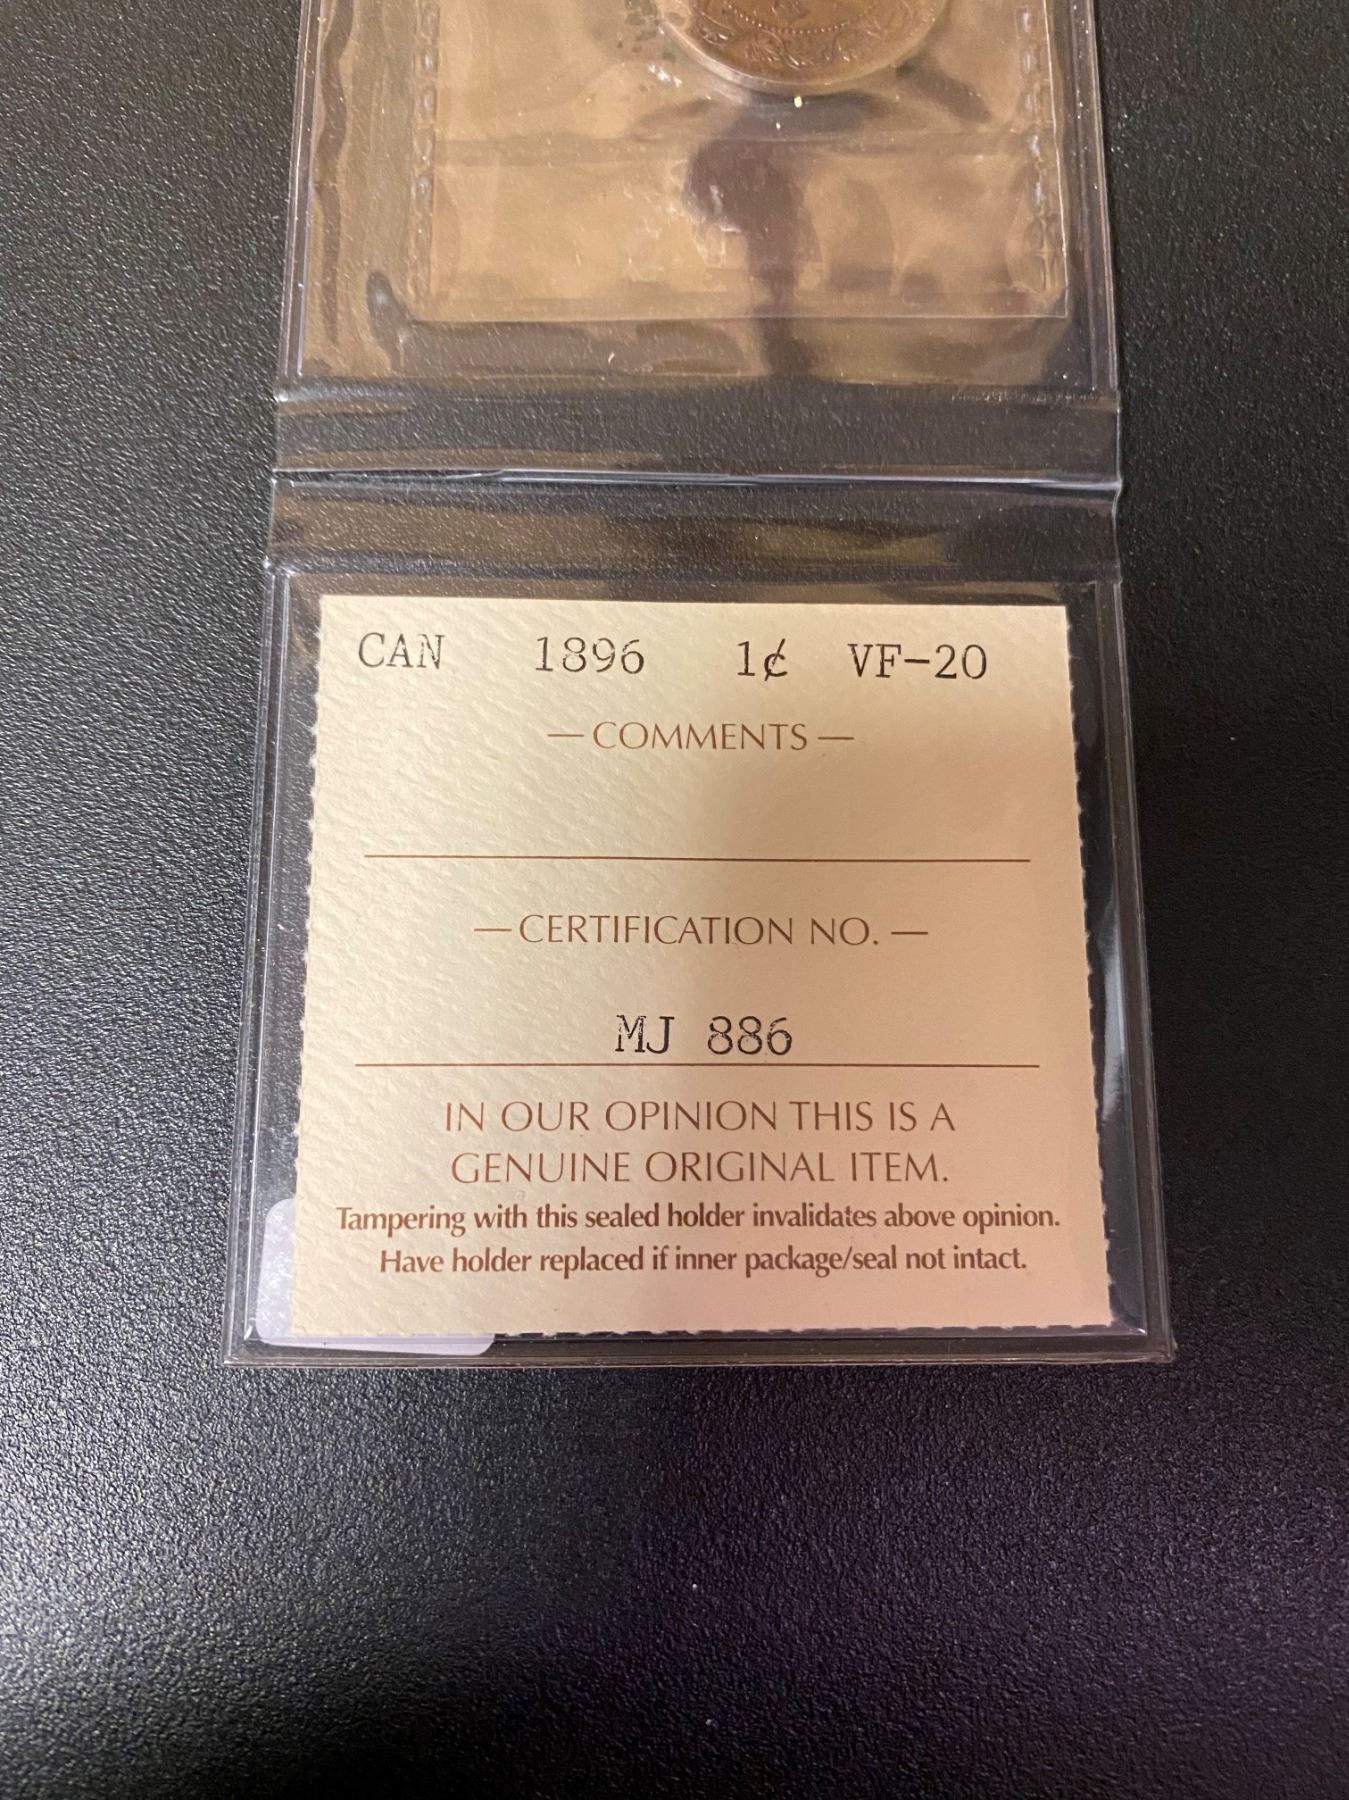 CAN 1896 1¢ VF-20
— COMMENTS —
— CERTIFICATION NO. —
MJ 886
IN OUR OPINION THIS IS A
GENUINE ORIGINAL ITEM.
Tampering with this sealed holder invalidates above opinion.
Have holder replaced if inner package/seal not intact.